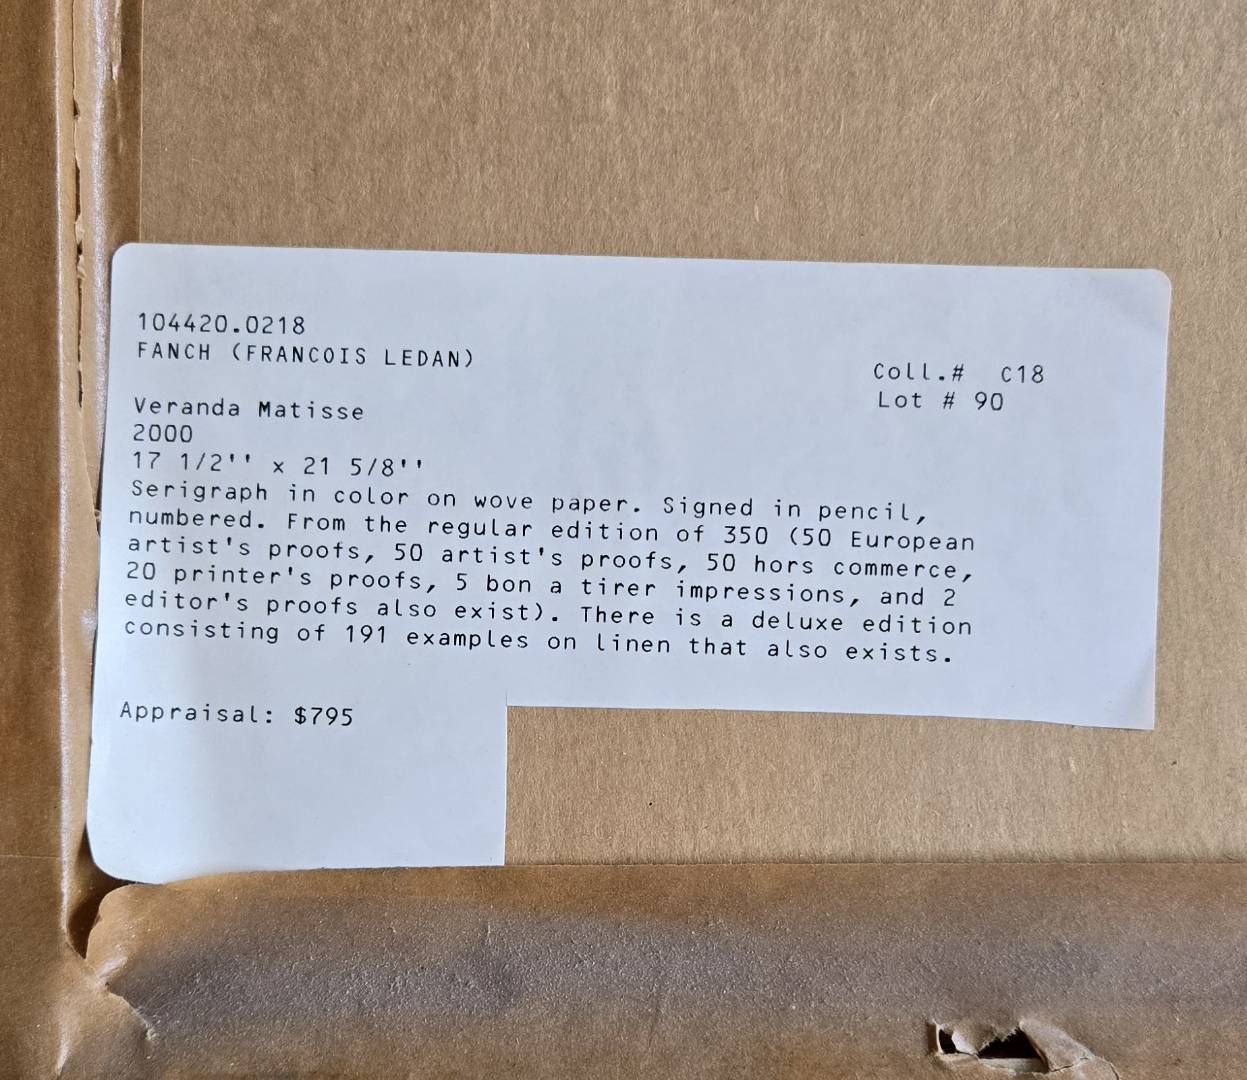 104420.0218
FANCH (FRANCOIS LEDAN)
Coll.# C18
Lot # 90
Veranda Matisse
2000
17 1/2'' x 21 5/8''
Serigraph in color on wove paper. Signed in pencil,
numbered. From the regular edition of 350 (50 European
artist's proofs, 50 artist's proofs, 50 hors commerce,
20 printer's proofs, 5 bon a tirer impressions, and 2
editor's proofs also exist). There is a deluxe edition
consisting of 191 examples on linen that also exists.
Appraisal: $795